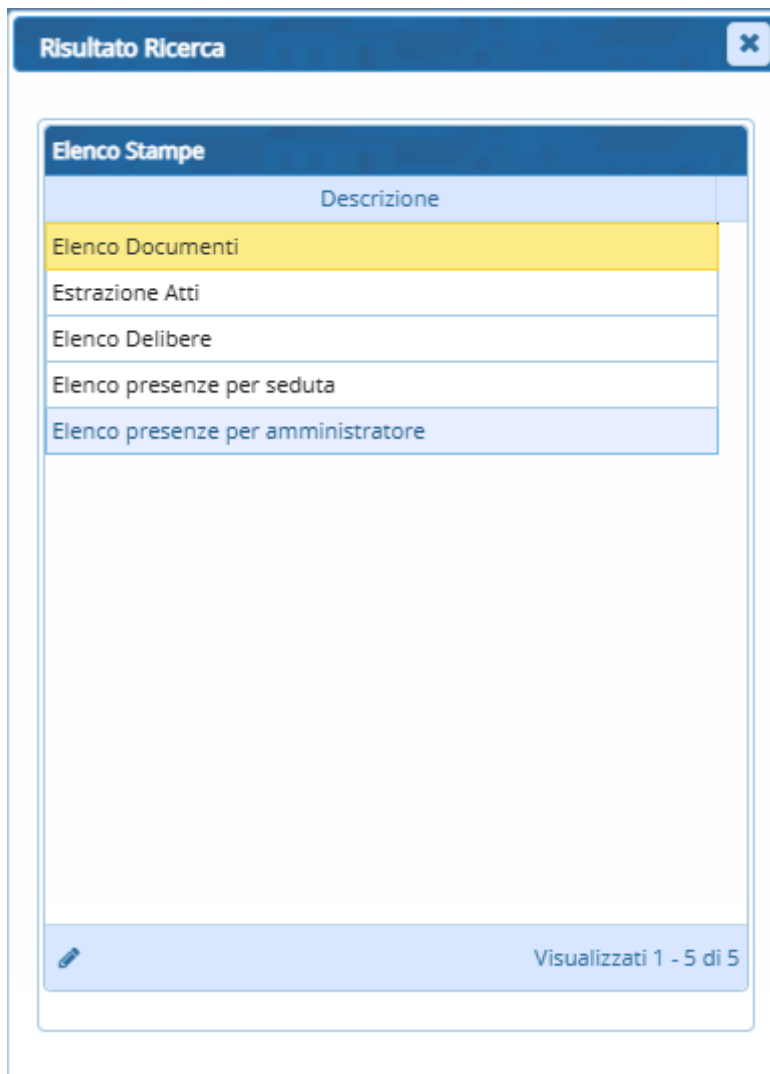 Risultato Ricerca
Elenco Stampe
Descrizione
Elenco Documenti
Estrazione Atti
Elenco Delibere
Elenco presenze per seduta
Elenco presenze per amministratore
Visualizzati 1 - 5 di 5